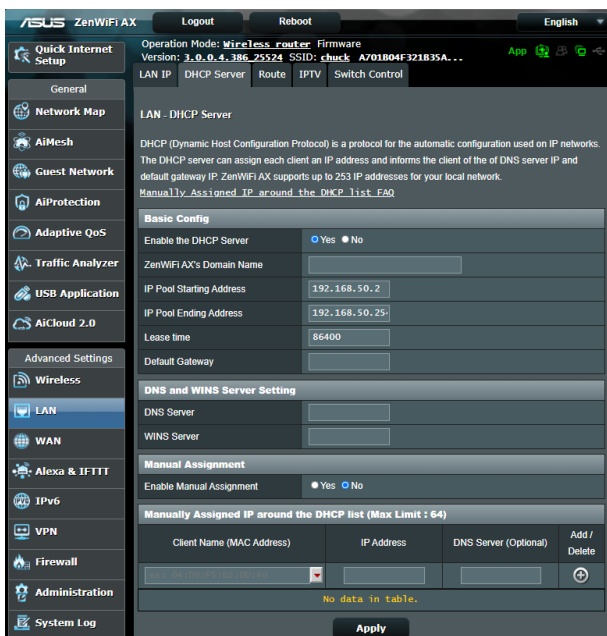 ASUS ZenWiFi AX Logout Reboot English
Quick Internet Setup
Operation Mode: Wireless router Firmware
Version: 3.0.0.4.386_25524 SSID: chuck A701B04F321B35A...
App
LAN IP DHCP Server Route IPTV Switch Control
General
Network Map
AiMesh
Guest Network
AiProtection
Adaptive QoS
Traffic Analyzer
USB Application
AiCloud 2.0
Advanced Settings
Wireless
LAN
WAN
Alexa & IFTTT
IPv6
VPN
Firewall
Administration
System Log
LAN - DHCP Server
DHCP (Dynamic Host Configuration Protocol) is a protocol for the automatic configuration used on IP networks.
The DHCP server can assign each client an IP address and informs the client of the of DNS server IP and
default gateway IP. ZenWiFi AX supports up to 253 IP addresses for your local network.
Manually Assigned IP around the DHCP list FAQ
Basic Config
Enable the DHCP Server Yes No
ZenWiFi AX's Domain Name
IP Pool Starting Address 192.168.50.2
IP Pool Ending Address 192.168.50.25
Lease time 86400
Default Gateway
DNS and WINS Server Setting
DNS Server
WINS Server
Manual Assignment
Enable Manual Assignment Yes No
Manually Assigned IP around the DHCP list (Max Limit : 64)
Client Name (MAC Address) IP Address DNS Server (Optional) Add / Delete
No data in table.
Apply